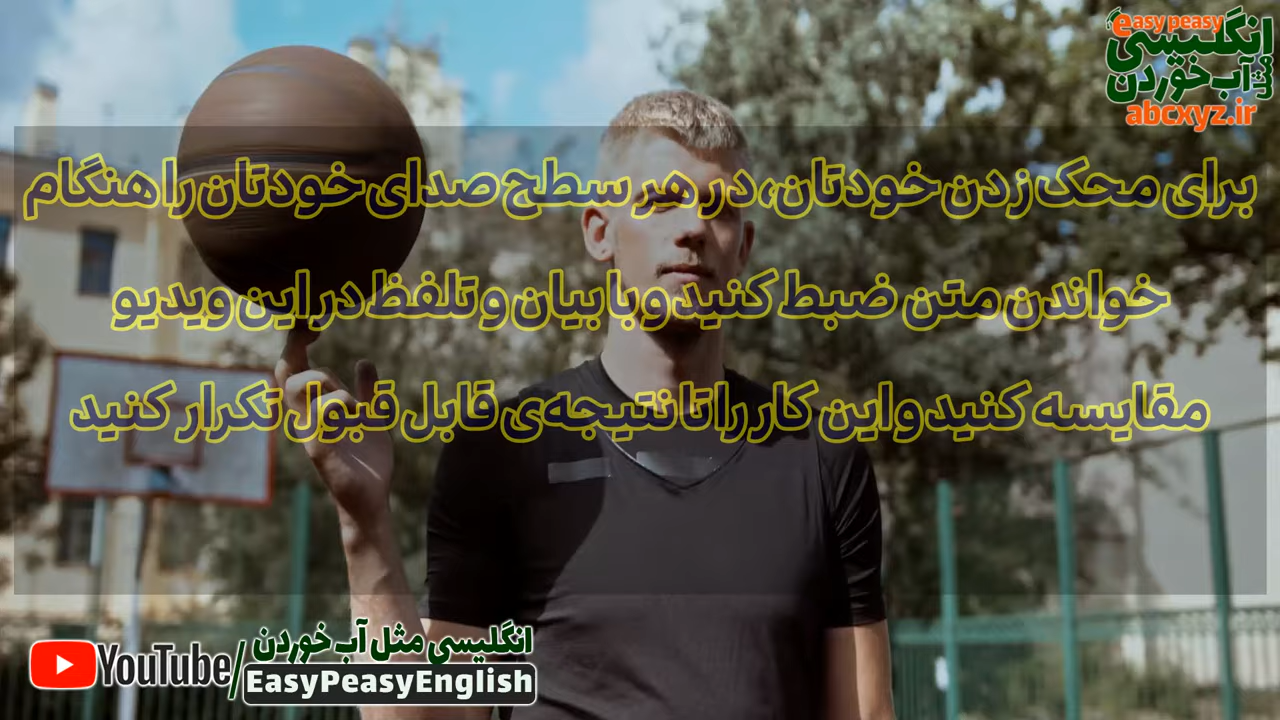 easy peasy
انگلیسی
مثل
آب خوردن
abcxyz.ir
برای محک زدن خودتان، در هر سطح صدای خودتان را هنگام
خواندن متن ضبط کنید و با بیان و تلفظ در این ویدیو
مقایسه کنید و این کار را تا نتیجه‌ی قابل قبول تکرار کنید
YouTube/
انگلیسی مثل آب خوردن
EasyPeasyEnglish